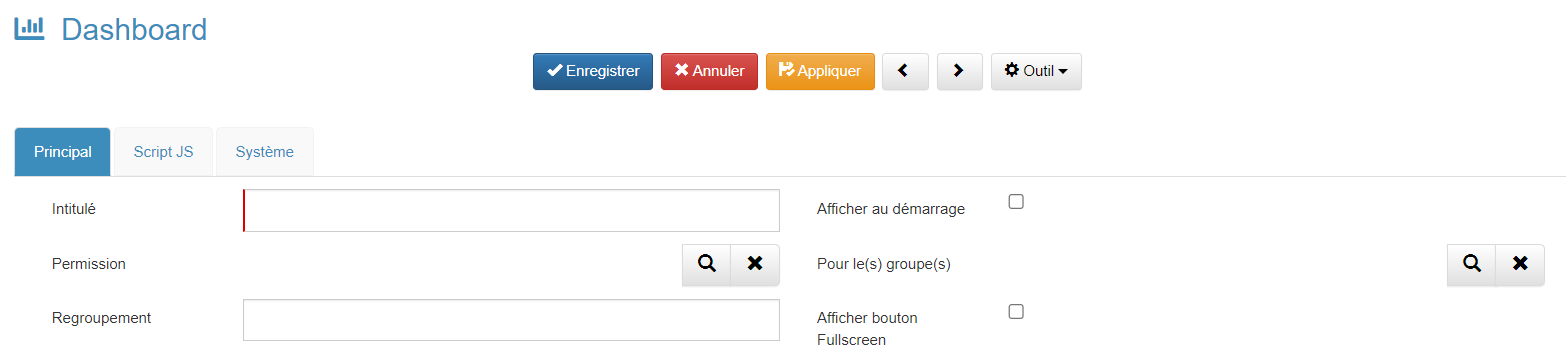 Dashboard
Enregistrer Annuler Appliquer Outil
Principal Script JS Système
Intitulé Afficher au démarrage
Permission Pour le(s) groupe(s)
Regroupement Afficher bouton
Fullscreen